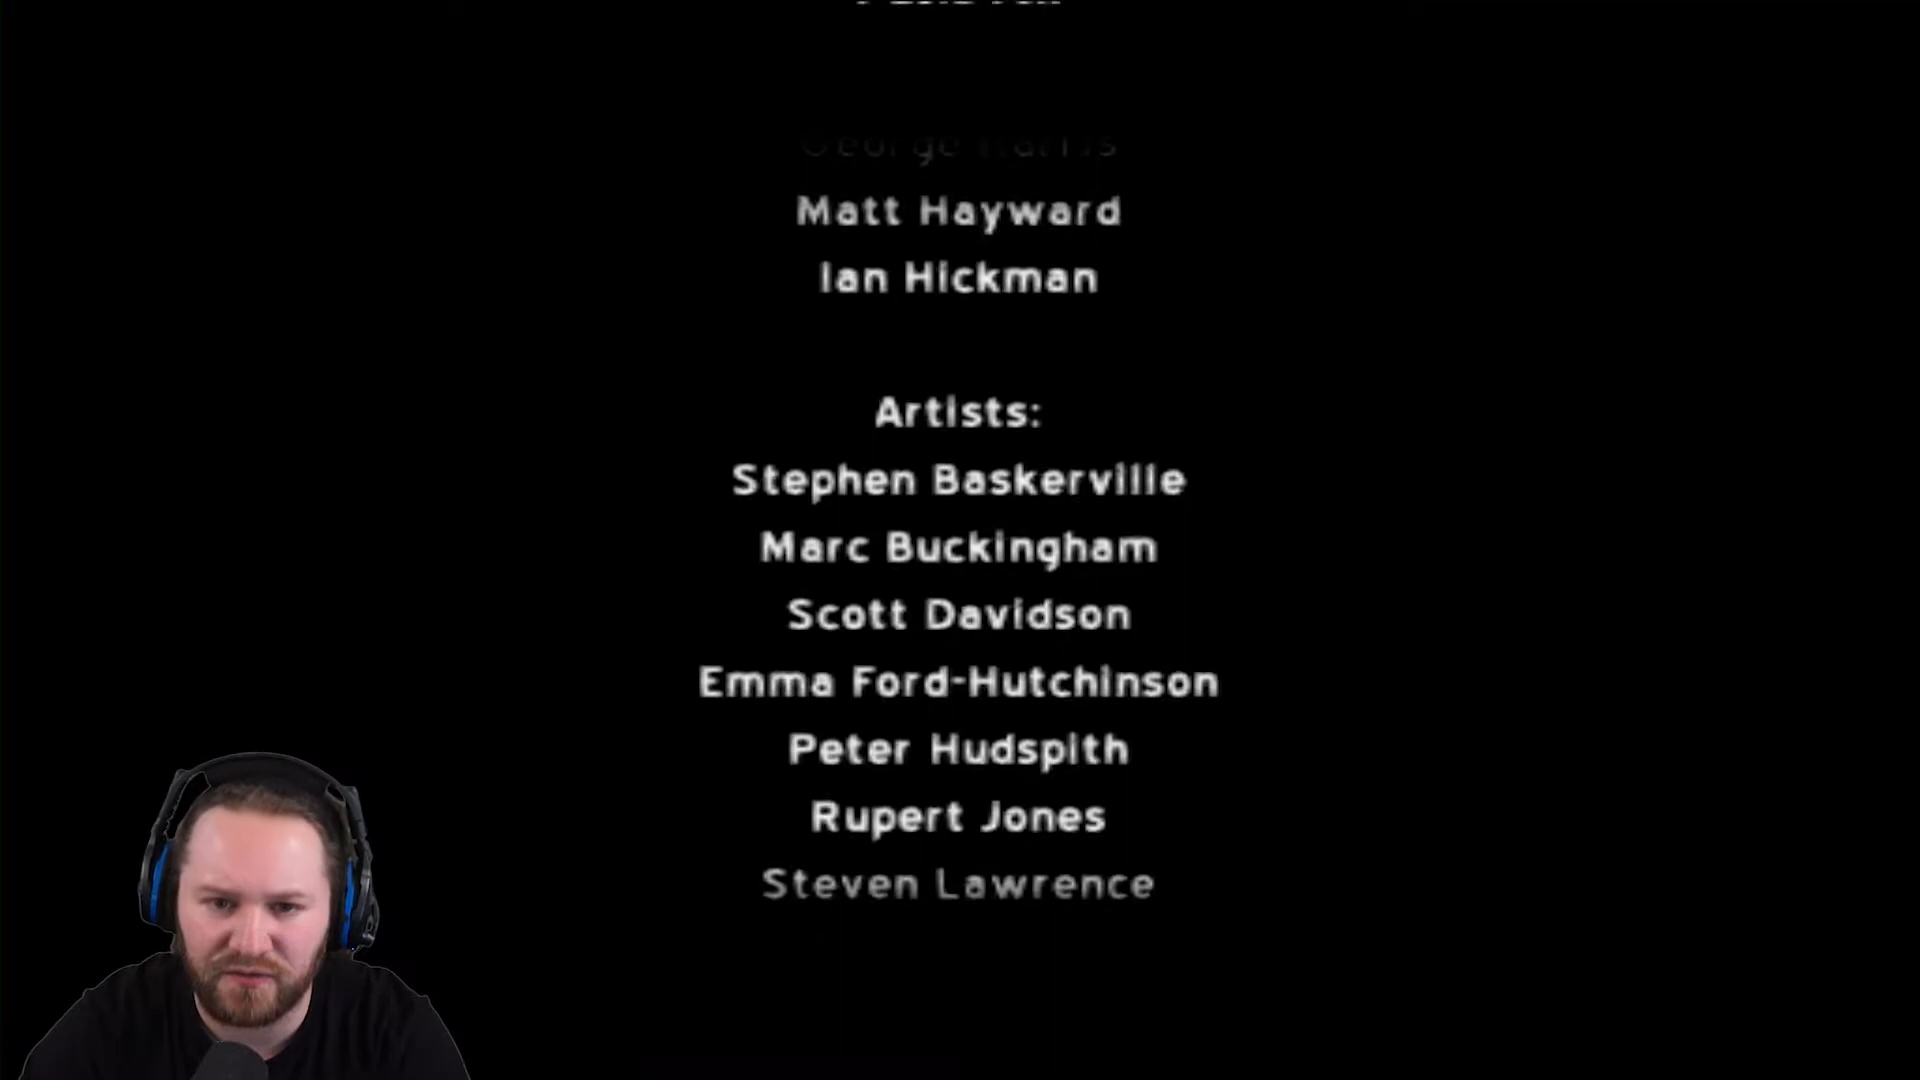 Matt Hayward
Ian Hickman
Artists:
Stephen Baskerville
Marc Buckingham
Scott Davidson
Emma Ford-Hutchinson
Peter Hudspith
Rupert Jones
Steven Lawrence